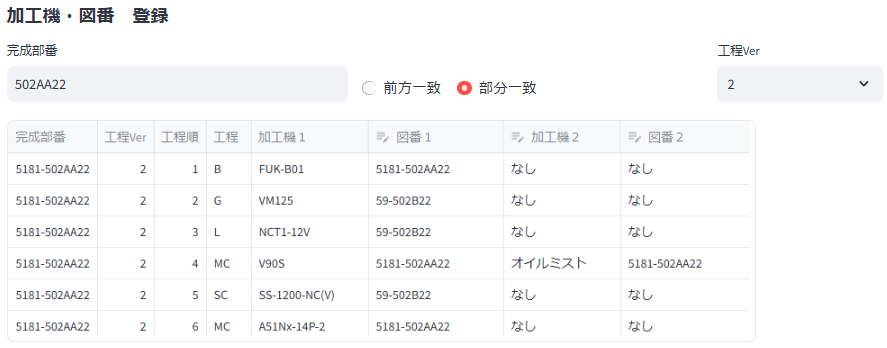 加工機・図番　登録
完成部番 工程Ver
502AA22 前方一致 部分一致 2
完成部番 工程Ver 工程順 工程 加工機１ 図番１ 加工機２ 図番２
5181-502AA22 2 1 B FUK-B01 5181-502AA22 なし なし
5181-502AA22 2 2 G VM125 59-502B22 なし なし
5181-502AA22 2 3 L NCT1-12V 59-502B22 なし なし
5181-502AA22 2 4 MC V90S 5181-502AA22 オイルミスト 5181-502AA22
5181-502AA22 2 5 SC SS-1200-NC(V) 59-502B22 なし なし
5181-502AA22 2 6 MC A51Nx-14P-2 5181-502AA22 なし なし